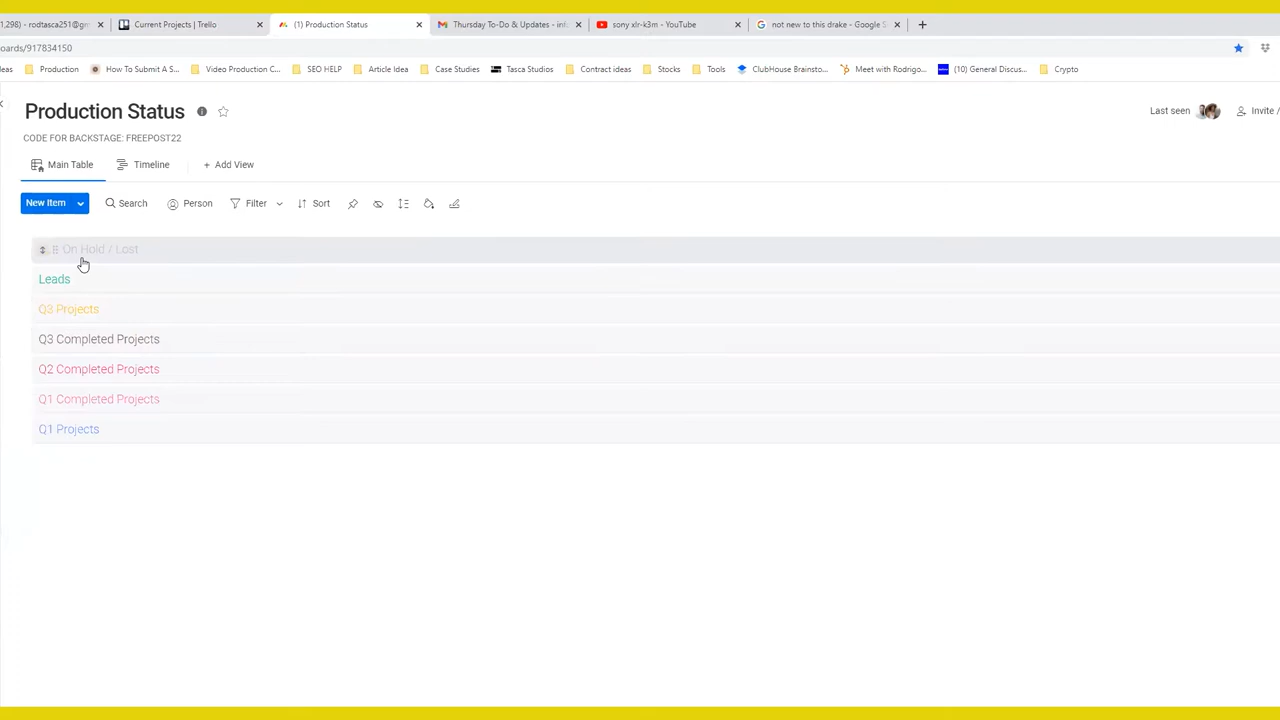 1,298) - rodtasca251@gm
Current Projects | Trello
(1) Production Status
Thursday To-Do & Updates - inf
sony xlr-k3m - YouTube
not new to this drake - Google S
oards/917834150
eas
Production
How To Submit A S...
Video Production C...
SEO HELP
Article Idea
Case Studies
Tasca Studios
Contract ideas
Stocks
Tools
ClubHouse Brainsto...
Meet with Rodrigo...
(10) General Discus...
Crypto
Production Status
Last seen
Invite /
CODE FOR BACKSTAGE: FREEPOST22
Main Table
Timeline
+ Add View
New Item
Search
Person
Filter
Sort
On Hold / Lost
Leads
Q3 Projects
Q3 Completed Projects
Q2 Completed Projects
Q1 Completed Projects
Q1 Projects